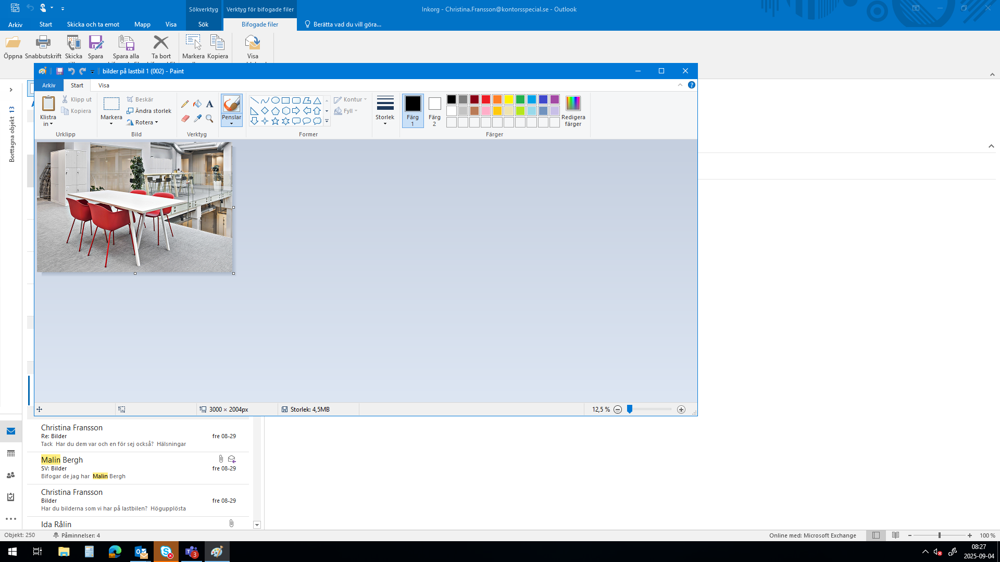 Sökverktyg
Verktyg för bifogade filer
Inkorg - Christina.Fransson@kontorsspecial.se - Outlook
Arkiv
Start
Skicka och ta emot
Mapp
Visa
Sök
Bifogade filer
Berätta vad du vill göra...
Öppna
Snabbutskrift
Skicka
Spara
Spara alla
Ta bort
Markera
Kopiera
Visa
bilder på lastbil 1 (002) - Paint
Arkiv
Start
Visa
Klistra in
Klipp ut
Kopiera
Markera
Beskär
Ändra storlek
Rotera
Penslar
Kontur
Fyll
Storlek
Färg 1
Färg 2
Redigera färger
Urklipp
Bild
Verktyg
Former
Färger
Borttagna objekt 13
3000 × 2004px
Storlek: 4,5MB
12,5 %
Christina Fransson
Re: Bilder
fre 08-29
Tack Har du dem var och en för sej också? Hälsningar
Malin Bergh
SV: Bilder
fre 08-29
Bifogar de jag har Malin Bergh
Christina Fransson
Bilder
fre 08-29
Har du bilderna som vi har på lastbilen? Högupplösta
Ida Rålin
Objekt: 250
Påminnelser: 4
Online med: Microsoft Exchange
100 %
3
08:27
2025-09-04